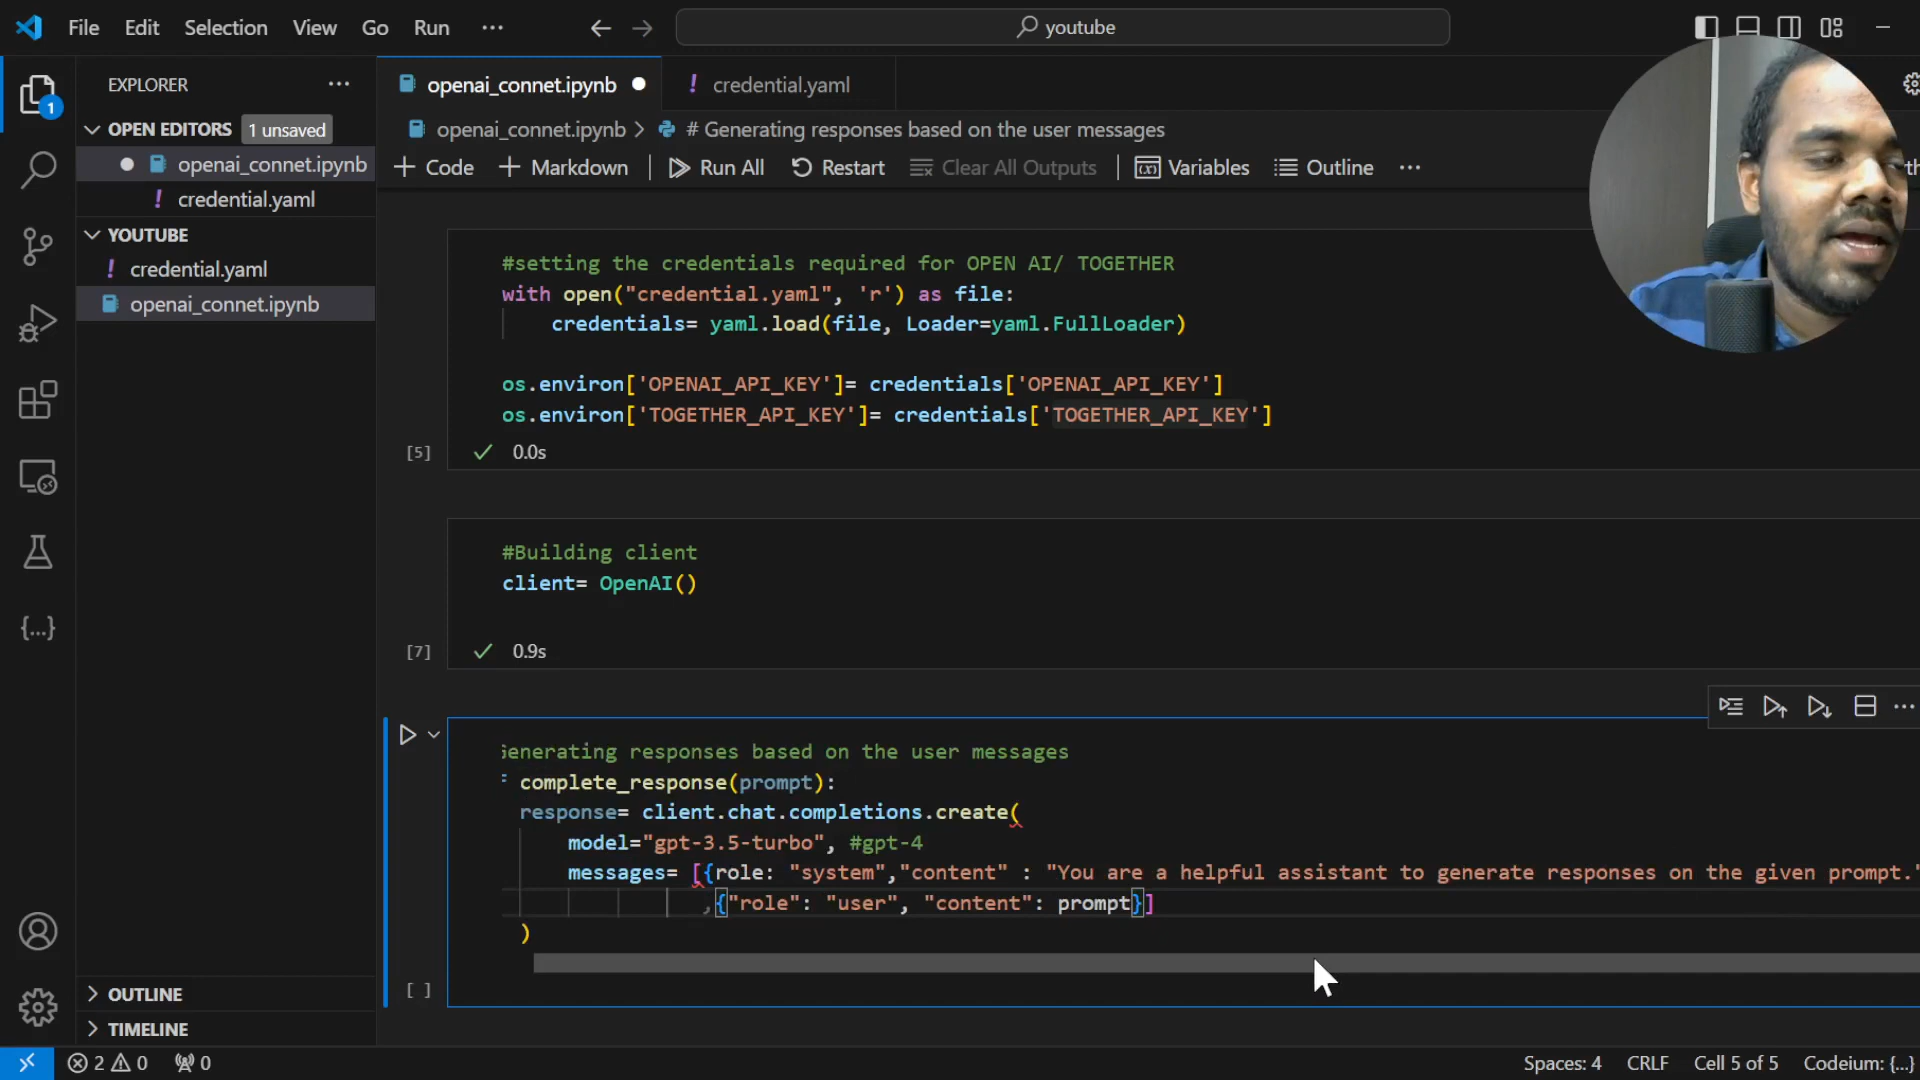 File Edit Selection View Go Run ··· youtube
EXPLORER ···
OPEN EDITORS 1 unsaved
openai_connet.ipynb
! credential.yaml
YOUTUBE
! credential.yaml
openai_connet.ipynb
OUTLINE
TIMELINE
openai_connet.ipynb ! credential.yaml
openai_connet.ipynb > # Generating responses based on the user messages
+ Code + Markdown Run All Restart Clear All Outputs Variables Outline ···
#setting the credentials required for OPEN AI/ TOGETHER
with open("credential.yaml", 'r') as file:
credentials= yaml.load(file, Loader=yaml.FullLoader)
os.environ['OPENAI_API_KEY']= credentials['OPENAI_API_KEY']
os.environ['TOGETHER_API_KEY']= credentials['TOGETHER_API_KEY']
[5] 0.0s
#Building client
client= OpenAI()
[7] 0.9s
Generating responses based on the user messages
complete_response(prompt):
response= client.chat.completions.create(
model="gpt-3.5-turbo", #gpt-4
messages= [{role: "system","content" : "You are a helpful assistant to generate responses on the given prompt."
,{"role": "user", "content": prompt}]
)
[ ]
2 0 0 Spaces: 4 CRLF Cell 5 of 5 Codeium: {...}
1